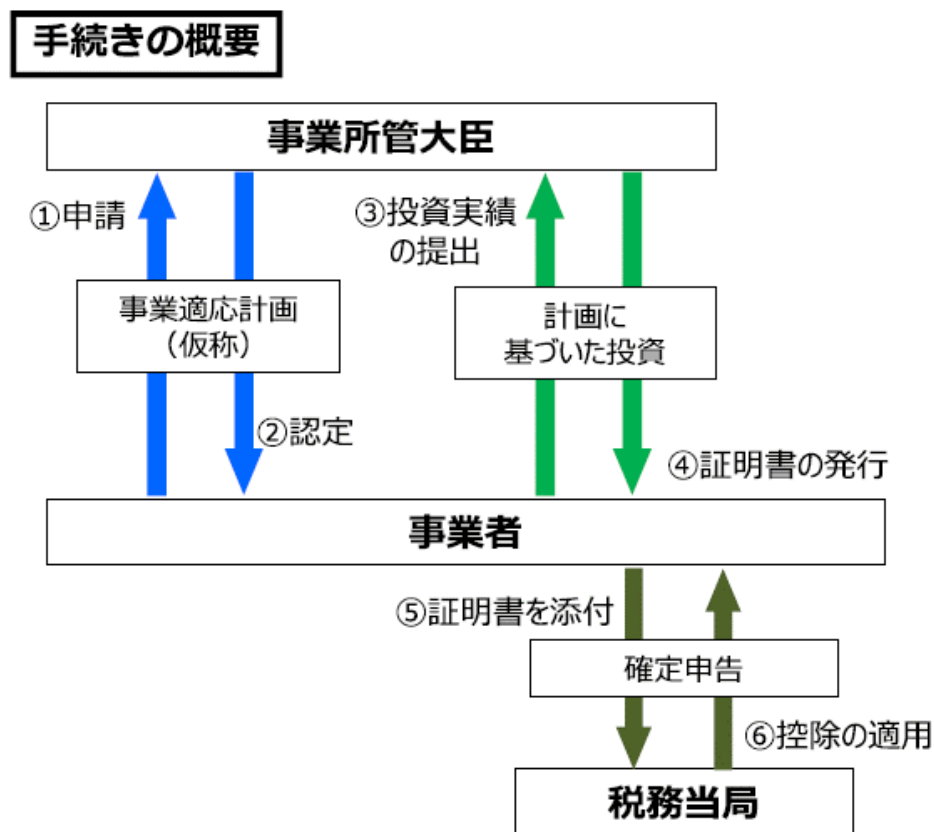 手続きの概要
事業所管大臣
①申請
③投資実績
の提出
事業適応計画
（仮称）
計画に
基づいた投資
②認定
④証明書の発行
事業者
⑤証明書を添付
確定申告
⑥控除の適用
税務当局